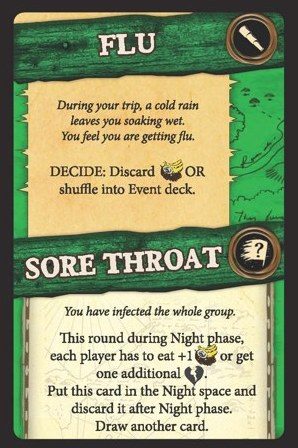 FLU
During your trip, a cold rain
leaves you soaking wet.
You feel you are getting flu.
DECIDE: Discard OR
shuffle into Event deck.
SORE THROAT
?
You have infected the whole group.
This round during Night phase,
each player has to eat +1 or get
one additional .
Put this card in the Night space and
discard it after Night phase.
Draw another card.